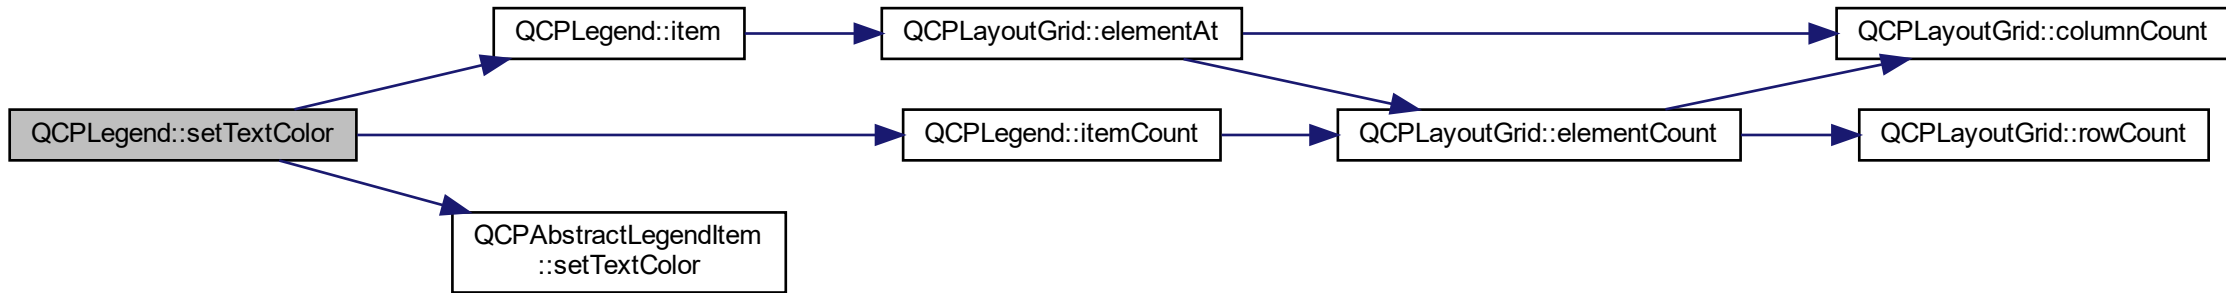 QCPLegend::item
QCPLayoutGrid::elementAt
QCPLayoutGrid::columnCount
QCPLegend::setTextColor
QCPLegend::itemCount
QCPLayoutGrid::elementCount
QCPLayoutGrid::rowCount
QCPAbstractLegendItem
::setTextColor